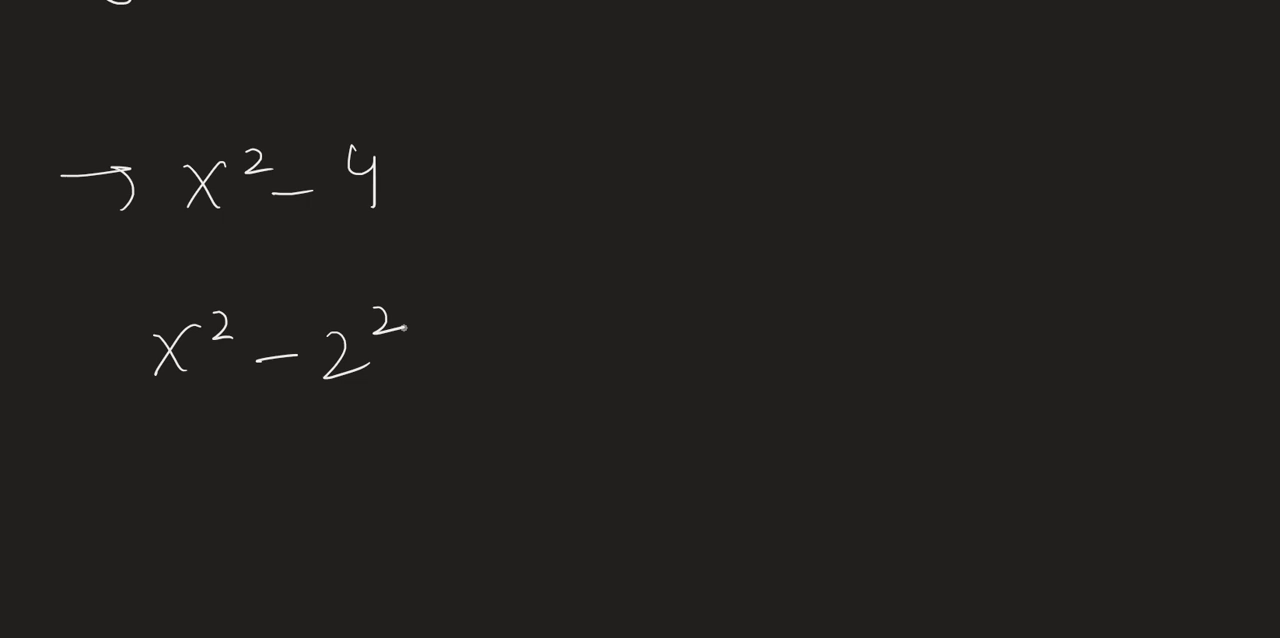 → x² - 4
x² - 2²